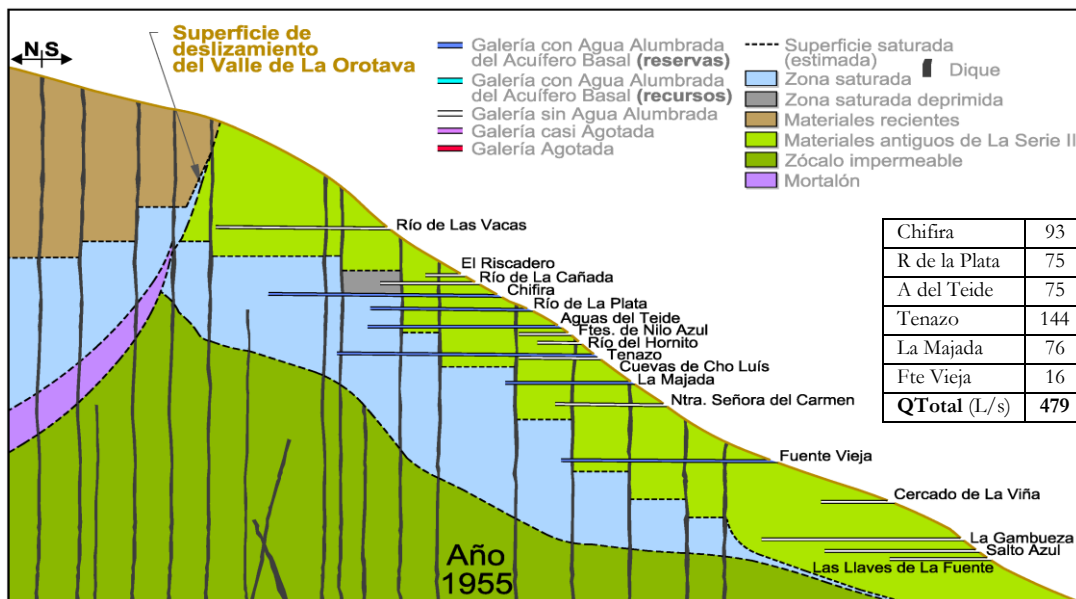 N S
Superficie de
deslizamiento
del Valle de La Orotava
Galería con Agua Alumbrada
del Acuífero Basal (reservas)
Galería con Agua Alumbrada
del Acuífero Basal (recursos)
Galería sin Agua Alumbrada
Galería casi Agotada
Galería Agotada
Superficie saturada
(estimada)
Dique
Zona saturada
Zona saturada deprimida
Materiales recientes
Materiales antiguos de La Serie II
Zócalo impermeable
Mortalón
Río de Las Vacas
El Riscadero
Río de La Cañada
Chifira
Río de La Plata
Aguas del Teide
Ftes. de Nilo Azul
Río del Hornito
Tenazo
Cuevas de Cho Luís
La Majada
Ntra. Señora del Carmen
Fuente Vieja
Cercado de La Viña
La Gambueza
Salto Azul
Las Llaves de La Fuente
Chifira 93
R de la Plata 75
A del Teide 75
Tenazo 144
La Majada 76
Fte Vieja 16
QTotal (L/s) 479
Año
1955